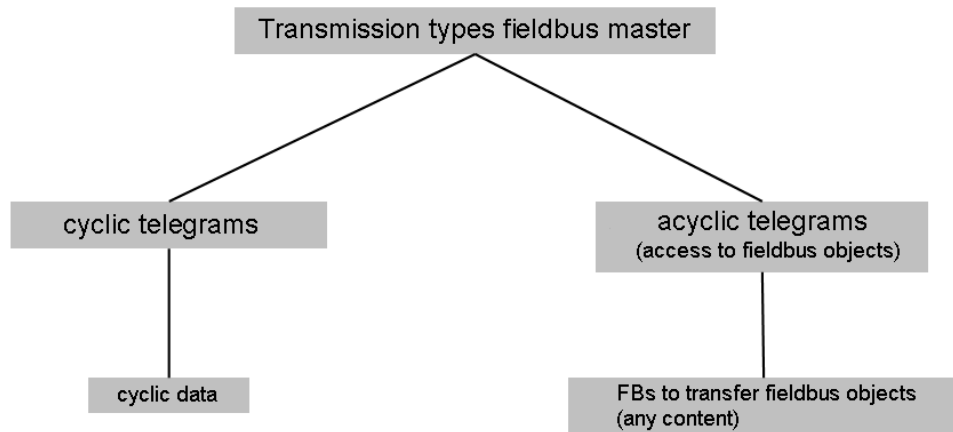 Transmission types fieldbus master
cyclic telegrams
acyclic telegrams
(access to fieldbus objects)
cyclic data
FBs to transfer fieldbus objects
(any content)